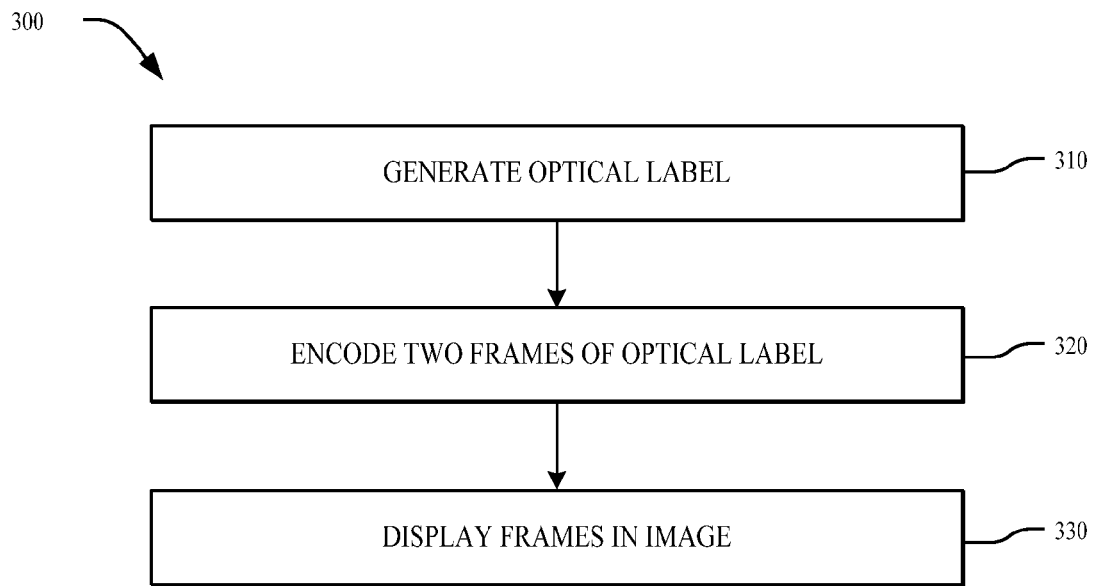 300
GENERATE OPTICAL LABEL
310
ENCODE TWO FRAMES OF OPTICAL LABEL
320
DISPLAY FRAMES IN IMAGE
330